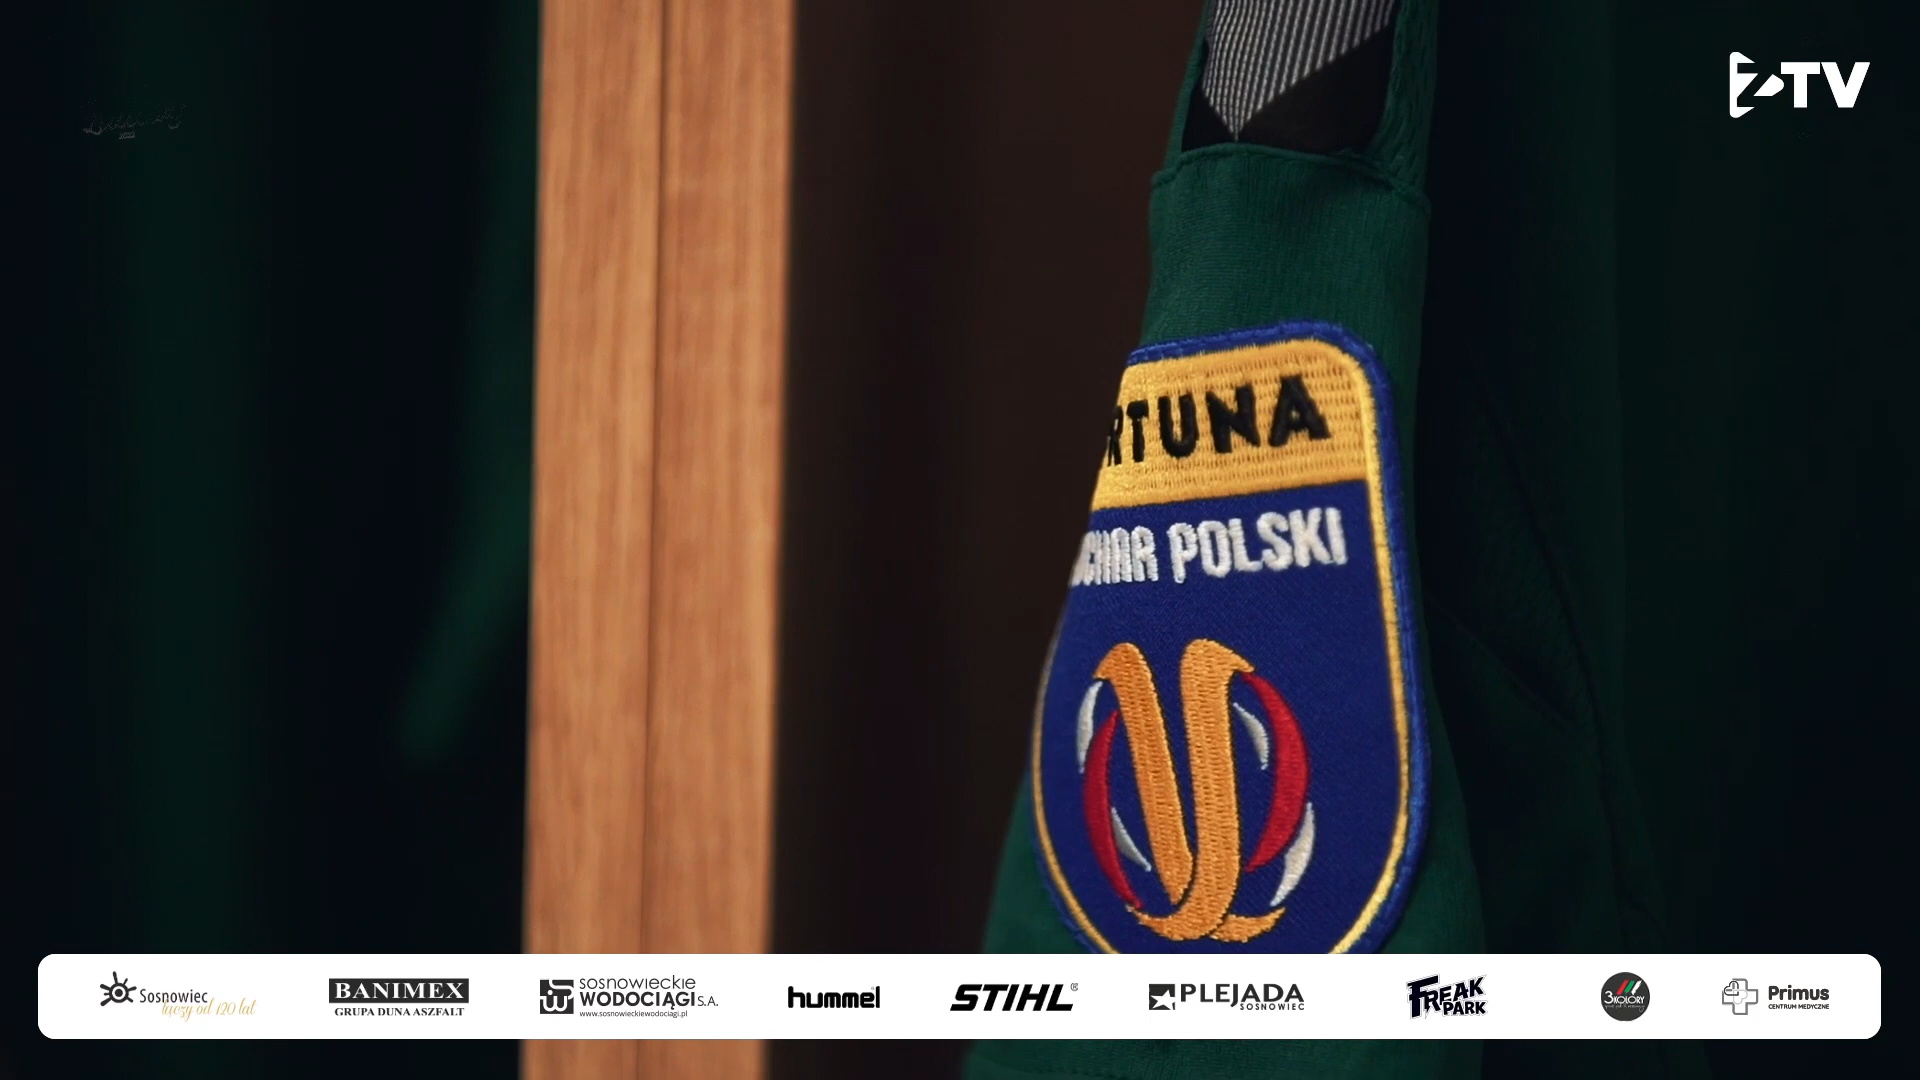 TV
RTUNA
UCHAR POLSKI
Sosnowiec
łączy od 120 lat
BANIMEX
GRUPA DUNA ASZFALT
sosnowieckie
WODOCIĄGI S.A.
www.sosnowieckiewodociagi.pl
hummel
STIHL®
PLEJADA
SOSNOWIEC
FREAK
PARK
3KOLORY
Primus
CENTRUM MEDYCZNE